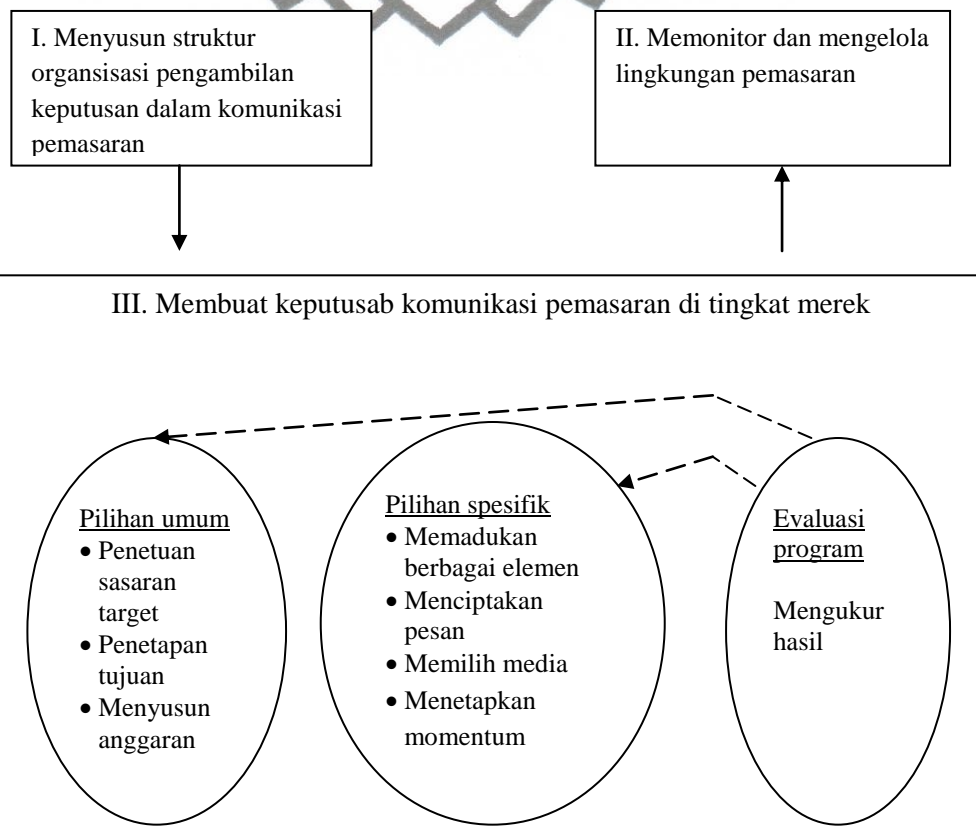 I. Menyusun struktur
organsisasi pengambilan
keputusan dalam komunikasi
pemasaran
II. Memonitor dan mengelola
lingkungan pemasaran
III. Membuat keputusab komunikasi pemasaran di tingkat merek
Pilihan umum
• Penetuan
sasaran
target
• Penetapan
tujuan
• Menyusun
anggaran
Pilihan spesifik
• Memadukan
berbagai elemen
• Menciptakan
pesan
• Memilih media
• Menetapkan
momentum
Evaluasi
program
Mengukur
hasil